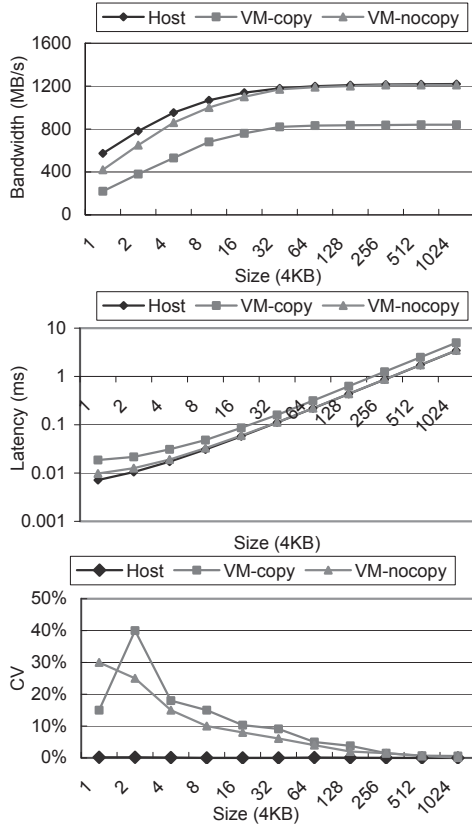 Host VM-copy VM-nocopy
1600
1200
800
400
0
Bandwidth (MB/s)
1 2 4 8 16 32 64 128 256 512 1024
Size (4KB)
Host VM-copy VM-nocopy
10
1
0.1
0.01
0.001
Latency (ms)
1 2 4 8 16 32 64 128 256 512 1024
Size (4KB)
Host VM-copy VM-nocopy
50%
40%
30%
20%
10%
0%
CV
1 2 4 8 16 32 64 128 256 512 1024
Size (4KB)